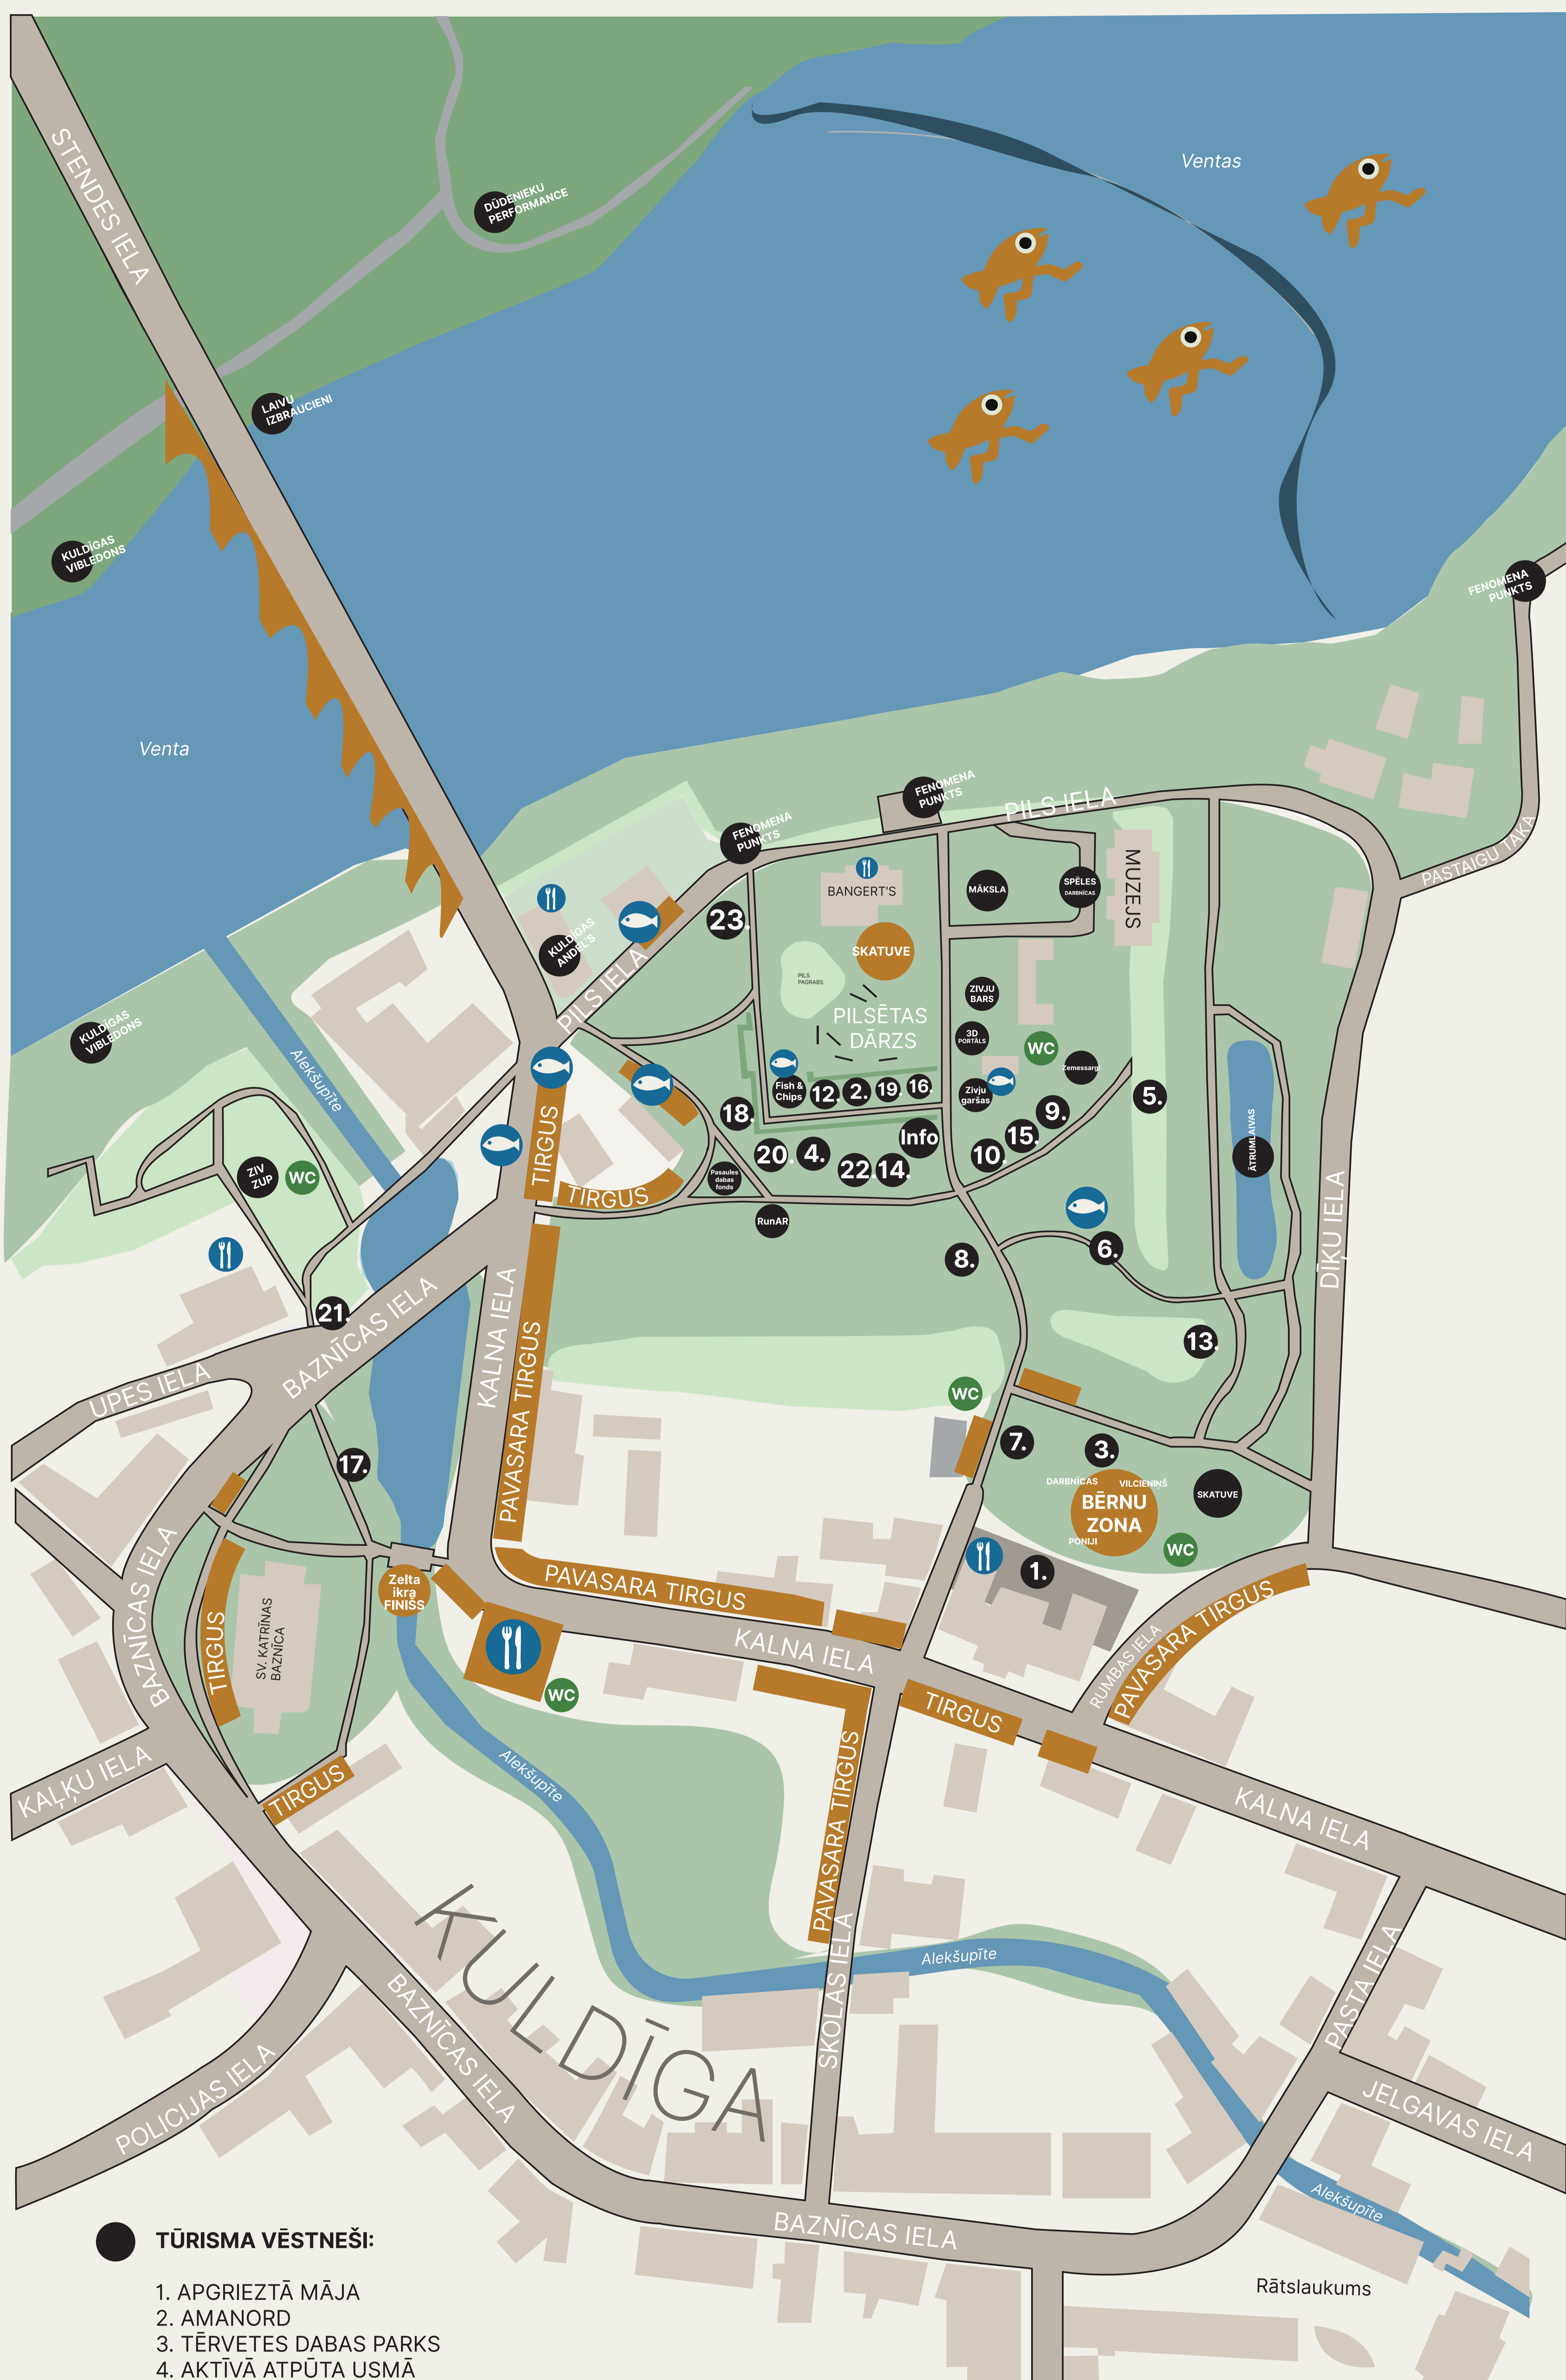 STENDES IELA
DŪDENIEKU
PERFORMANCE
Ventas
LAIVU
IZBRAUCIENI
KULDĪGAS
VIBLEDONS
FENOMENA
PUNKTS
Venta
FENOMENA
PUNKTS
PILS IELA
FENOMENA
PUNKTS
PASTAIGU TAKA
BANGERT'S
MĀKSLA
SPĒLES
DARBNĪCAS
MUZEJS
23.
KULDĪGAS
ANDEL'S
PILS IELA
SKATUVE
PILS
PAGRABS
ZIVJU
BARS
PILSĒTAS
DĀRZS
3D
PORTĀLS
WC
Zemessargi
KULDĪGAS
VIBLEDONS
Alekšupīte
Fish &
Chips
12.
2.
19.
16.
Zivju
garšas
5.
18.
9.
15.
Info
10.
20.
4.
22.
14.
TIRGUS
ĀTRUMLAIVAS
ZIV
ZUP
WC
Pasaules
dabas
fonds
TIRGUS
RunAR
DĪĶU IELA
8.
6.
21.
BAZNĪCAS IELA
KALNA IELA
PAVASARA TIRGUS
13.
UPES IELA
WC
7.
3.
17.
DARBNĪCAS
VILCIENIŅŠ
BĒRNU
ZONA
PONIJI
SKATUVE
WC
1.
BAZNĪCAS IELA
TIRGUS
SV. KATRĪNAS
BAZNĪCA
Zelta
ikra
FINIŠS
PAVASARA TIRGUS
KALNA IELA
WC
RUMBAS IELA
PAVASARA TIRGUS
TIRGUS
PAVASARA TIRGUS
KAĻĶU IELA
TIRGUS
Alekšupīte
KALNA IELA
KULDĪGA
Alekšupīte
SKOLAS IELA
PASTA IELA
BAZNĪCAS IELA
POLICIJAS IELA
JELGAVAS IELA
Alekšupīte
BAZNĪCAS IELA
Rātslaukums
TŪRISMA VĒSTNEŠI:
1. APGRIEZTĀ MĀJA
2. AMANORD
3. TĒRVETES DABAS PARKS
4. AKTĪVĀ ATPŪTA USMĀ